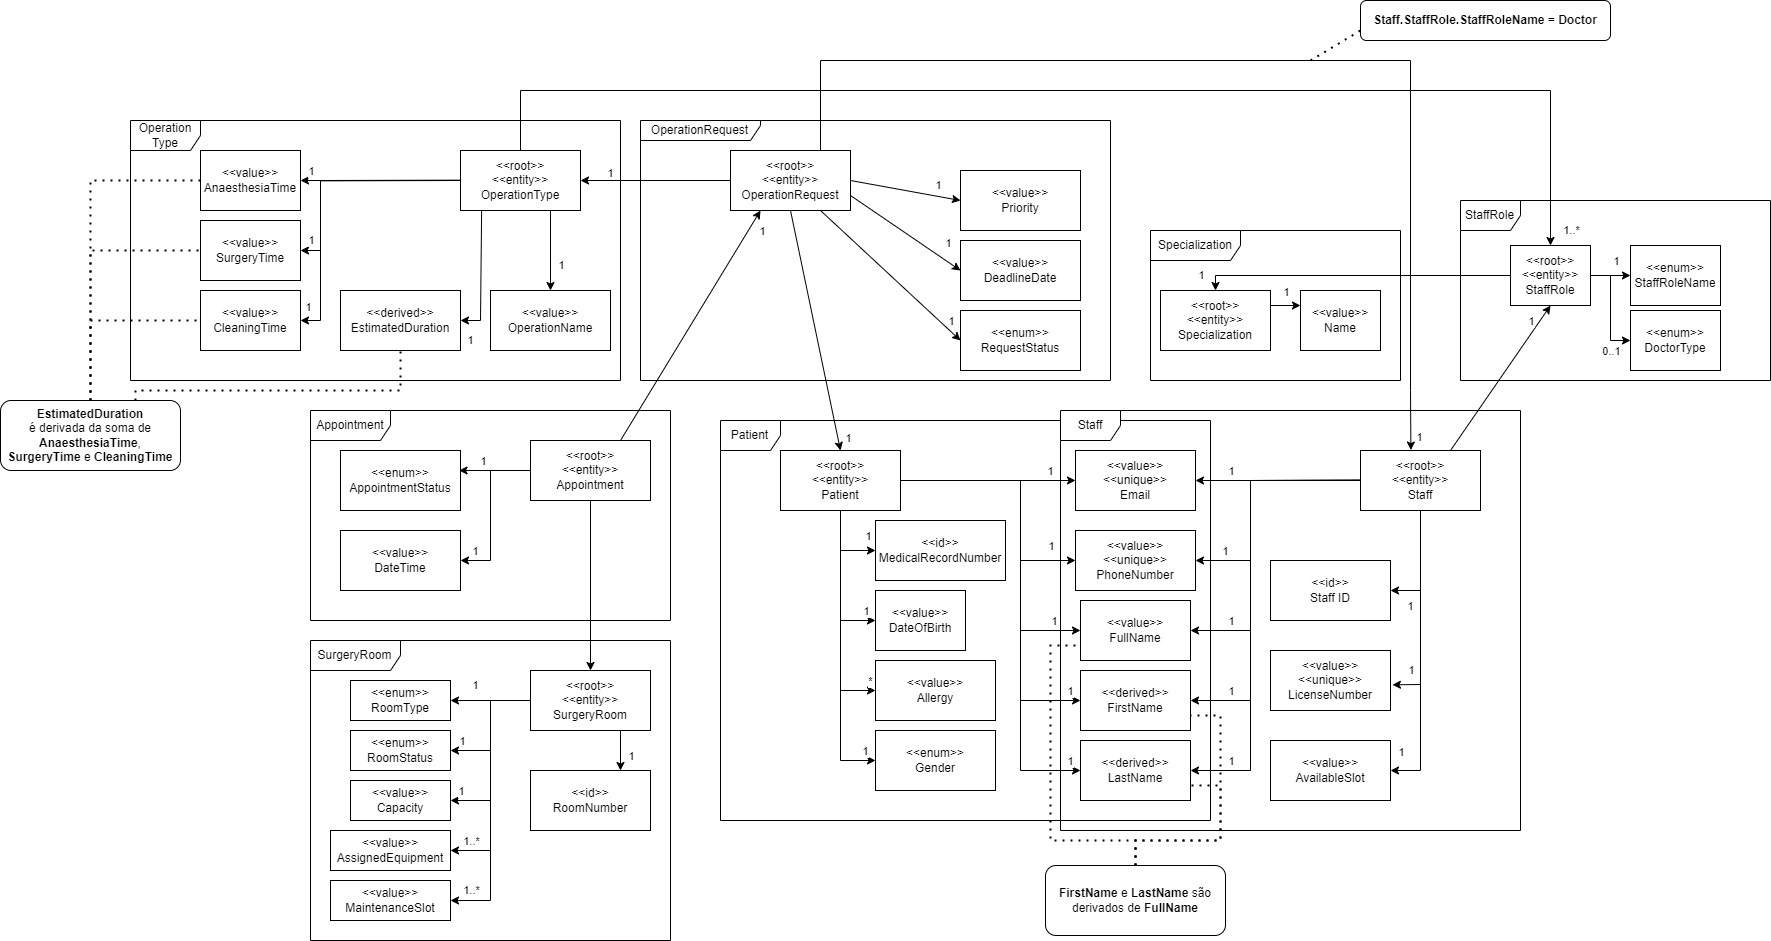 Staff.StaffRole.StaffRoleName = Doctor
Operation
Type
<<value>>
AnaesthesiaTime
1
<<value>>
SurgeryTime
1
<<value>>
CleaningTime
1
<<root>>
<<entity>>
OperationType
<<derived>>
EstimatedDuration
1
<<value>>
OperationName
1
EstimatedDuration
é derivada da soma de
AnaesthesiaTime,
SurgeryTime e CleaningTime
OperationRequest
1
<<root>>
<<entity>>
OperationRequest
1
1
<<value>>
Priority
1
<<value>>
DeadlineDate
1
<<enum>>
RequestStatus
Specialization
1
<<root>>
<<entity>>
Specialization
1
<<value>>
Name
StaffRole
1..*
<<root>>
<<entity>>
StaffRole
1
1
<<enum>>
StaffRoleName
0..1
<<enum>>
DoctorType
Appointment
<<enum>>
AppointmentStatus
1
<<root>>
<<entity>>
Appointment
<<value>>
DateTime
1
SurgeryRoom
<<enum>>
RoomType
1
<<root>>
<<entity>>
SurgeryRoom
<<enum>>
RoomStatus
1
1
<<value>>
Capacity
1
<<id>>
RoomNumber
<<value>>
AssignedEquipment
1..*
<<value>>
MaintenanceSlot
1..*
Patient
1
<<root>>
<<entity>>
Patient
1
<<id>>
MedicalRecordNumber
1
<<value>>
DateOfBirth
*
<<value>>
Allergy
1
<<enum>>
Gender
Staff
1
<<value>>
<<unique>>
Email
1
1
<<value>>
<<unique>>
PhoneNumber
1
1
<<value>>
FullName
1
1
<<derived>>
FirstName
1
1
<<derived>>
LastName
1
1
<<root>>
<<entity>>
Staff
<<id>>
Staff ID
1
<<value>>
<<unique>>
LicenseNumber
1
<<value>>
AvailableSlot
1
FirstName e LastName são
derivados de FullName